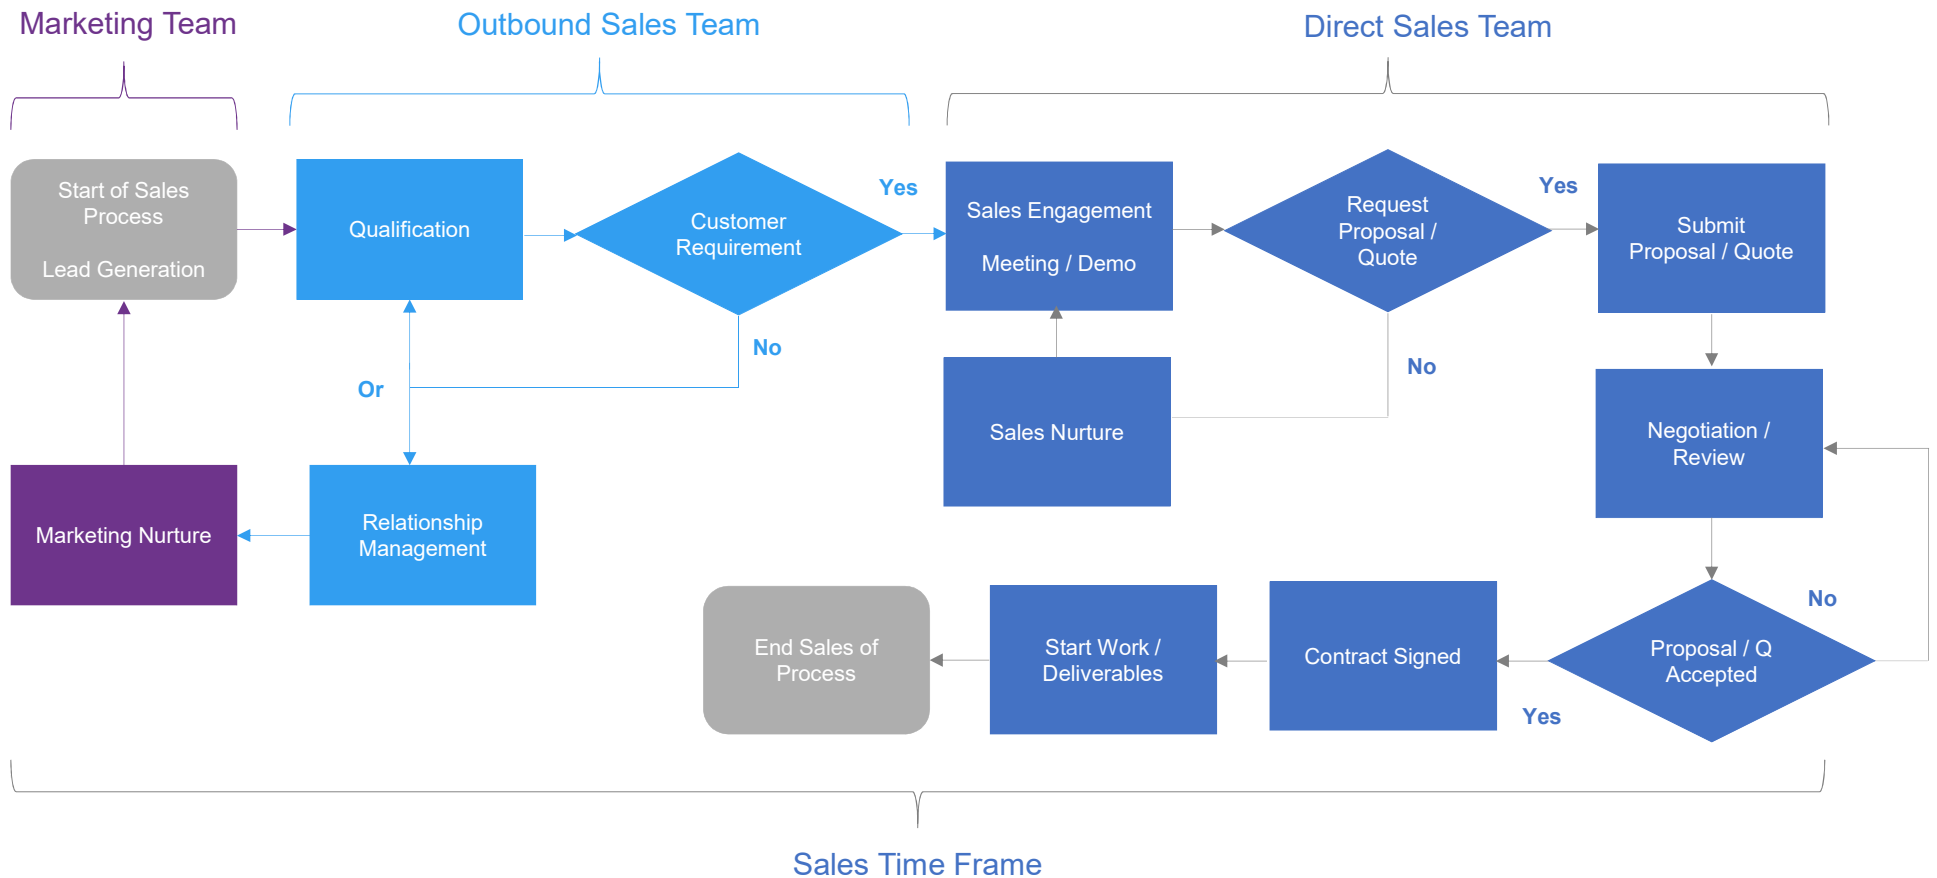 Marketing Team
Outbound Sales Team
Direct Sales Team
Start of Sales
Process
Lead Generation
Qualification
Customer
Requirement
Yes
Sales Engagement
Meeting / Demo
Request
Proposal /
Quote
Yes
Submit
Proposal / Quote
No
Or
No
Sales Nurture
Negotiation /
Review
Marketing Nurture
Relationship
Management
End Sales of
Process
Start Work /
Deliverables
Contract Signed
Yes
Proposal / Q
Accepted
No
Sales Time Frame